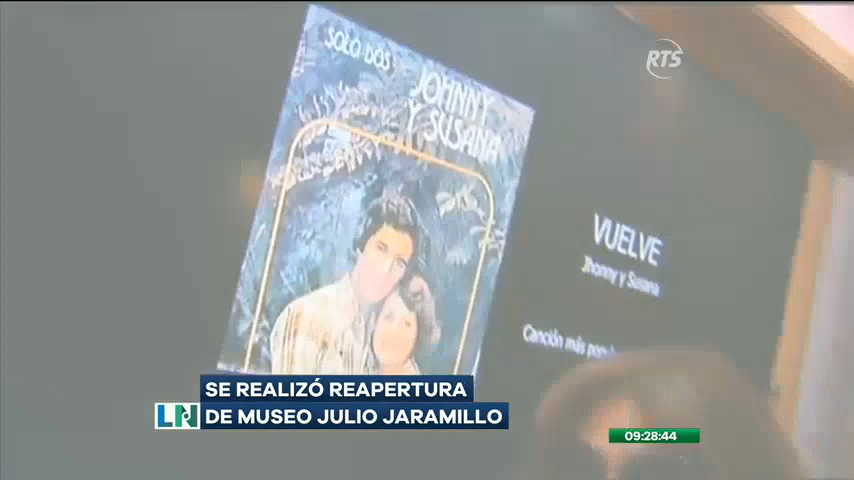 SOLO DOS
JOHNNY
Y SUSANA
RTS
VUELVE
Jhonny y Susana
Canción más
SE REALIZÓ REAPERTURA
LN DE MUSEO JULIO JARAMILLO
09:28:44